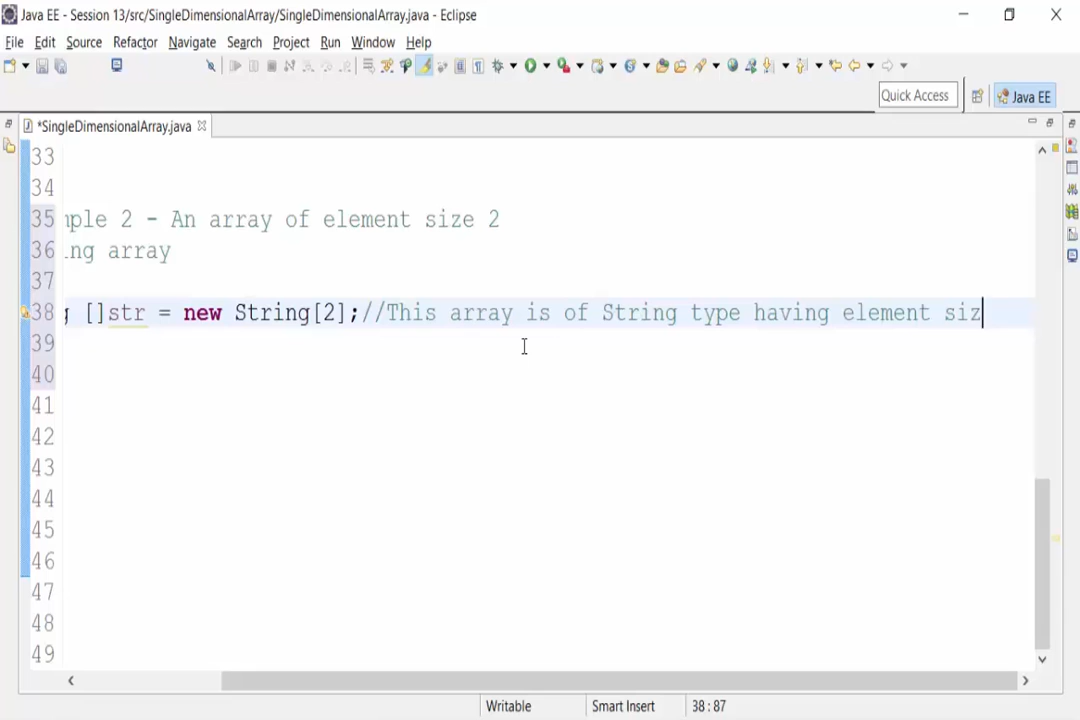 Java EE - Session 13/src/SingleDimensionalArray/SingleDimensionalArray.java - Eclipse
File Edit Source Refactor Navigate Search Project Run Window Help
Quick Access
Java EE
*SingleDimensionalArray.java
33
34
35 mple 2 - An array of element size 2
36 ing array
37
38 g []str = new String[2];//This array is of String type having element siz
39
40
41
42
43
44
45
46
47
48
49
Writable Smart Insert 38 : 87